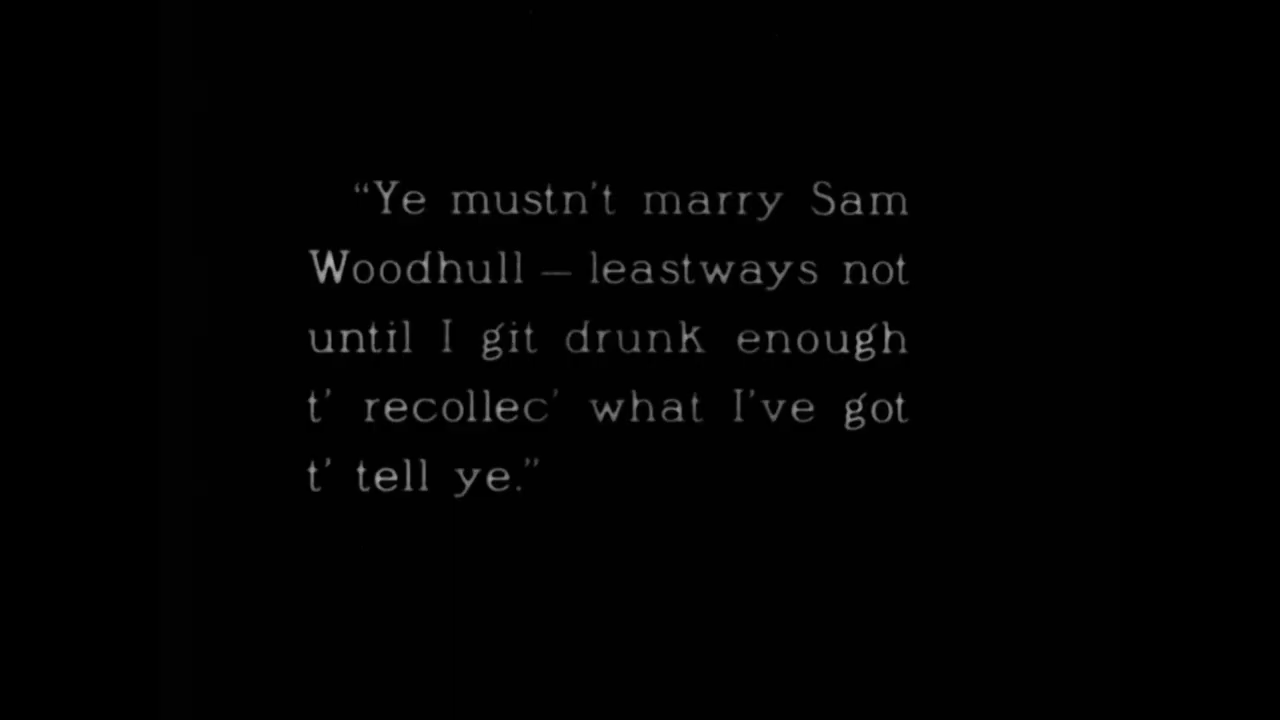 “Ye mustn’t marry Sam
Woodhull — leastways not
until I git drunk enough
t’ recollec’ what I’ve got
t’ tell ye.”